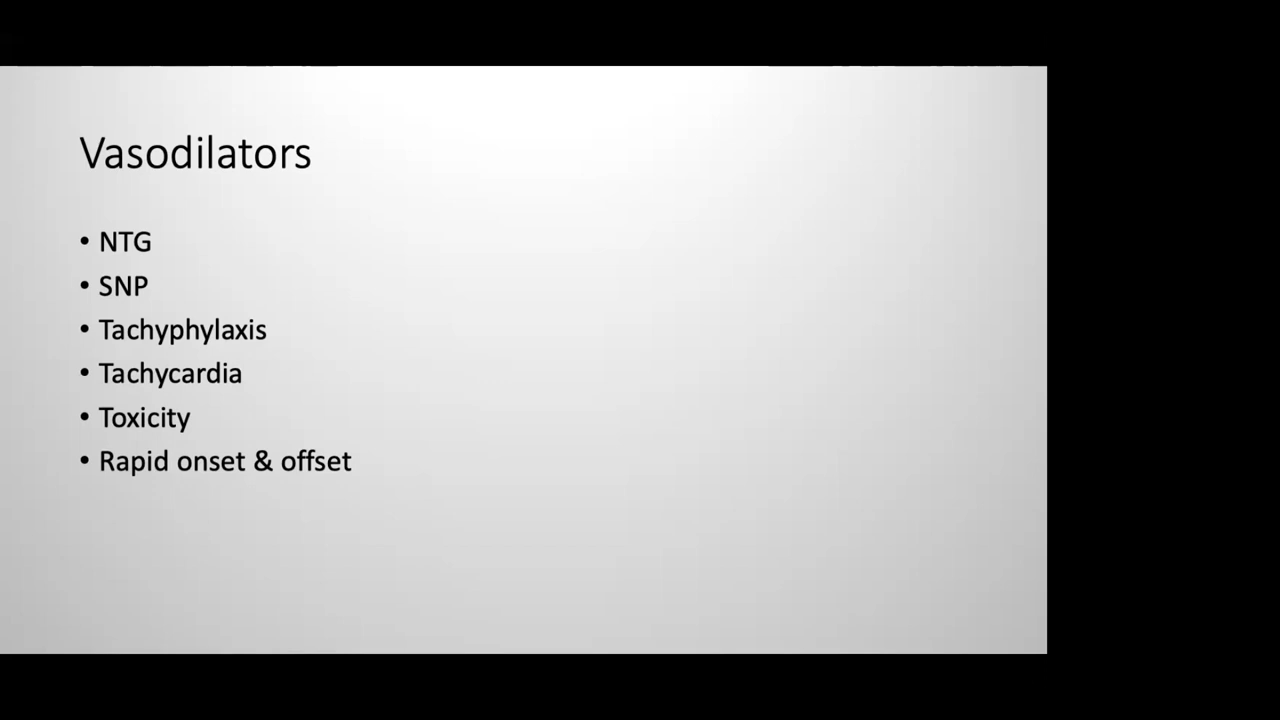 Vasodilators
• NTG
• SNP
• Tachyphylaxis
• Tachycardia
• Toxicity
• Rapid onset & offset